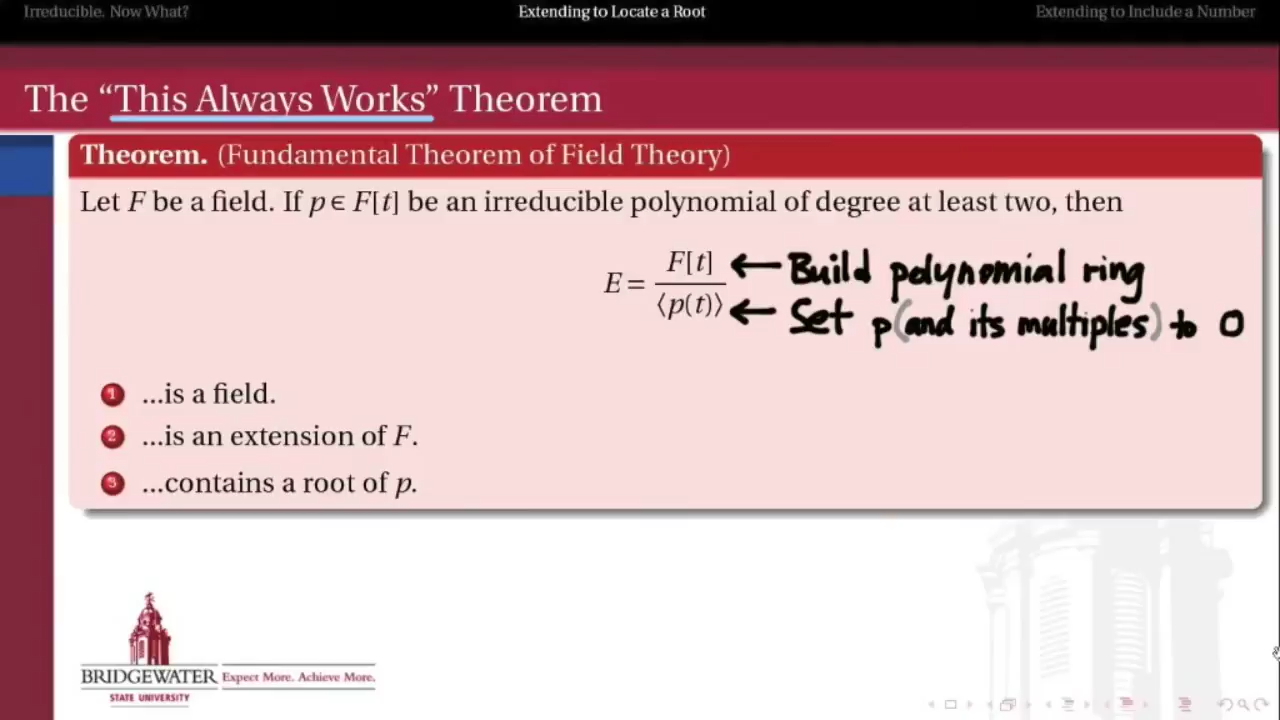 Irreducible. Now What? Extending to Locate a Root Extending to Include a Number
The “This Always Works” Theorem
Theorem. (Fundamental Theorem of Field Theory)
Let F be a field. If p ∈ F[t] be an irreducible polynomial of degree at least two, then
E = F[t] / ⟨p(t)⟩
← Build polynomial ring
← Set p (and its multiples) to 0
1 ...is a field.
2 ...is an extension of F.
3 ...contains a root of p.
BRIDGEWATER Expect More. Achieve More.
STATE UNIVERSITY